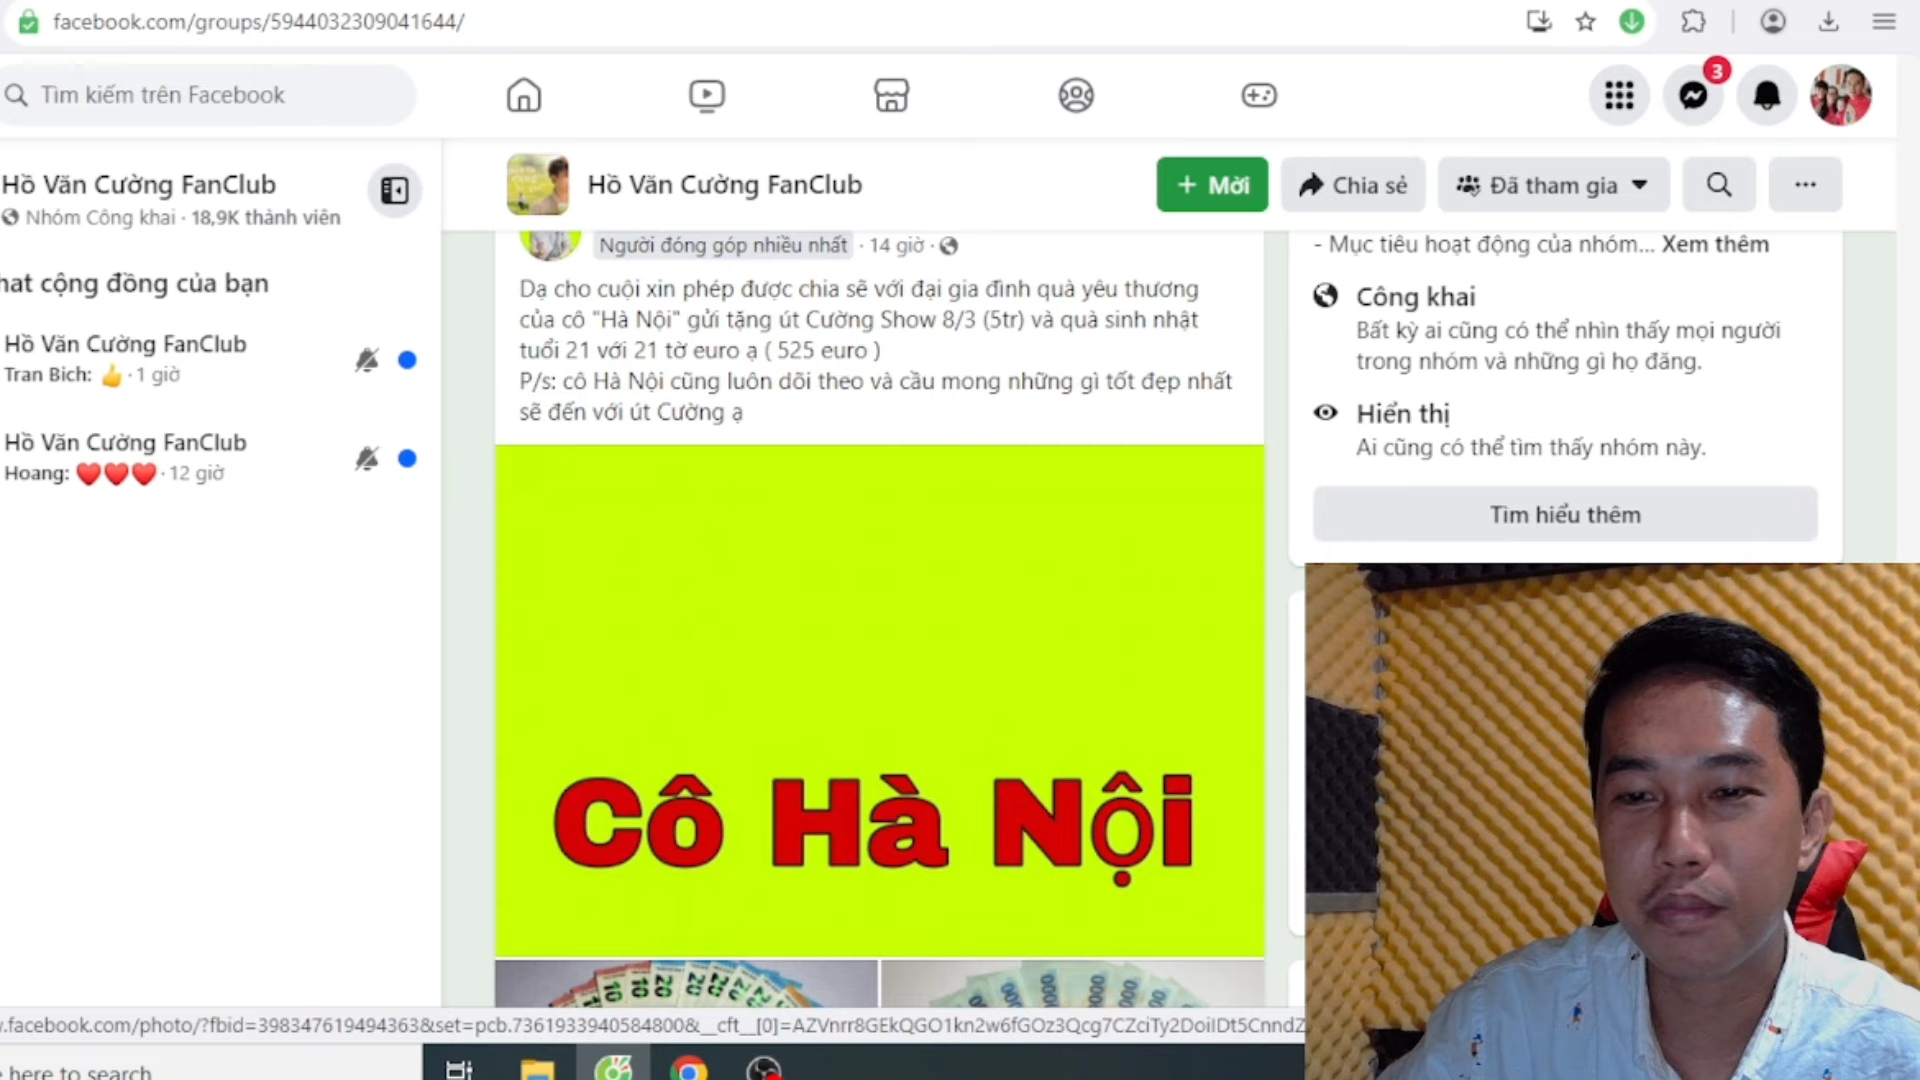 facebook.com/groups/5944032309041644/
Tìm kiếm trên Facebook
3
Hồ Văn Cường FanClub
Nhóm Công khai · 18,9K thành viên
hat cộng đồng của bạn
Hồ Văn Cường FanClub
Tran Bich: 👍 · 1 giờ
Hồ Văn Cường FanClub
Hoang: ❤️❤️❤️ · 12 giờ
Hồ Văn Cường FanClub
+ Mời
Chia sẻ
Đã tham gia
Người đóng góp nhiều nhất · 14 giờ ·
Dạ cho cuội xin phép được chia sẽ với đại gia đình quà yêu thương
của cô "Hà Nội" gửi tặng út Cường Show 8/3 (5tr) và quà sinh nhật
tuổi 21 với 21 tờ euro ạ ( 525 euro )
P/s: cô Hà Nội cũng luôn dõi theo và cầu mong những gì tốt đẹp nhất
sẽ đến với út Cường ạ
Cô Hà Nội
10 10 20 20
- Mục tiêu hoạt động của nhóm... Xem thêm
Công khai
Bất kỳ ai cũng có thể nhìn thấy mọi người
trong nhóm và những gì họ đăng.
Hiển thị
Ai cũng có thể tìm thấy nhóm này.
Tìm hiểu thêm
.facebook.com/photo/?fbid=398347619494363&set=pcb.7361933940584800&__cft__[0]=AZVnrr8GEkQGO1kn2w6fGOz3Qcg7CZciTy2DoiIDt5CnndZ
here to search